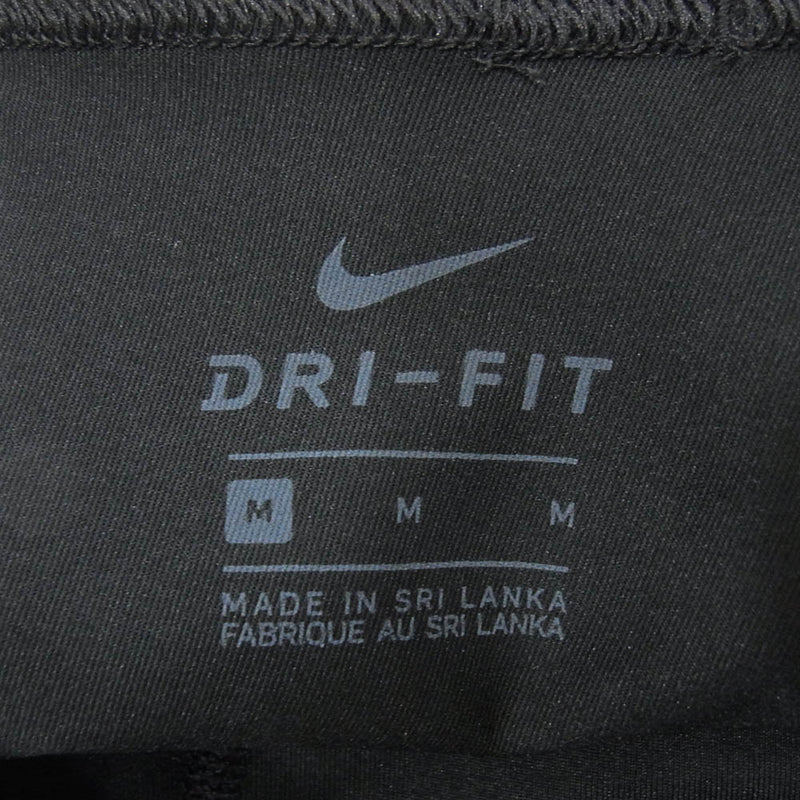 DRI-FIT
M M M
MADE IN SRI LANKA
FABRIQUE AU SRI LANKA